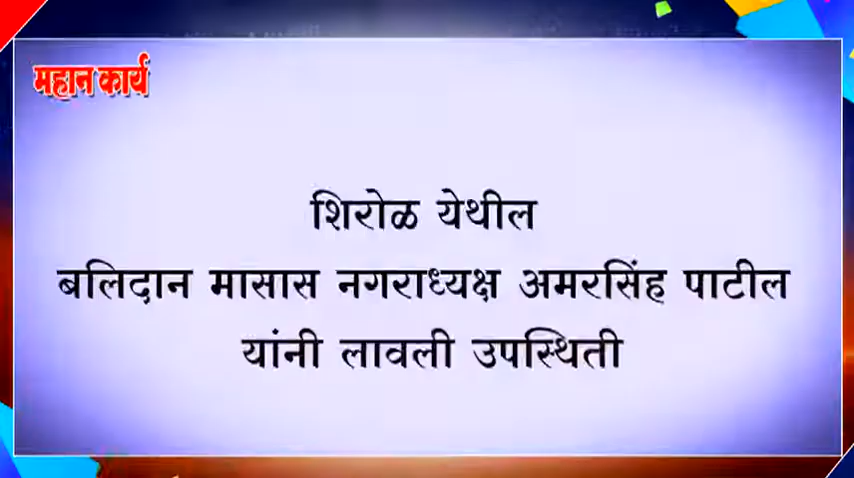 महान कार्य
शिरोळ येथील
बलिदान मासास नगराध्यक्ष अमरसिंह पाटील
यांनी लावली उपस्थिती